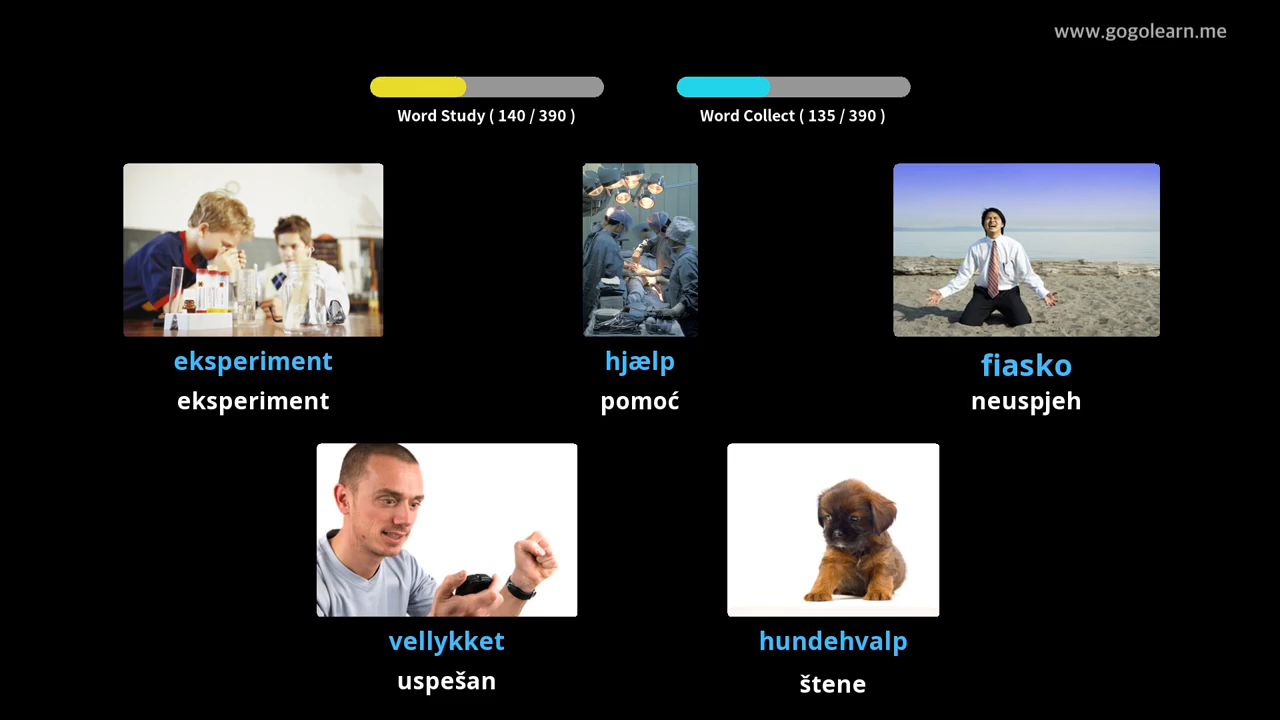 www.gogolearn.me
Word Study ( 140 / 390 )
Word Collect ( 135 / 390 )
eksperiment
eksperiment
hjælp
pomoć
fiasko
neuspjeh
vellykket
uspešan
hundehvalp
štene